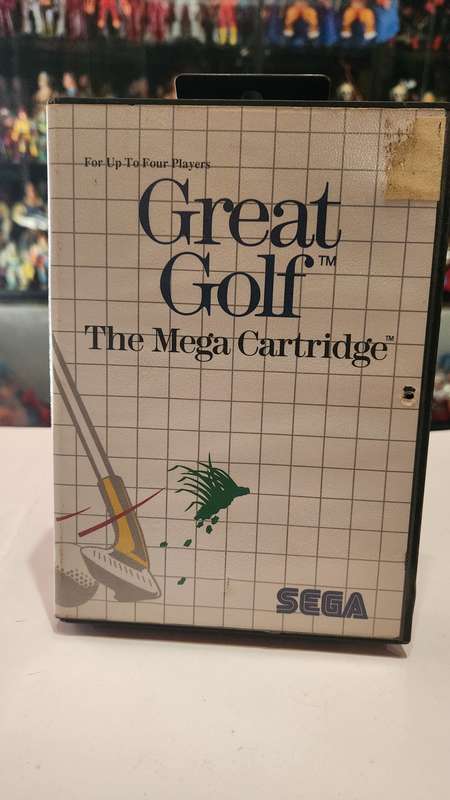 For Up To Four Players
Great
Golf™
The Mega Cartridge™
SEGA